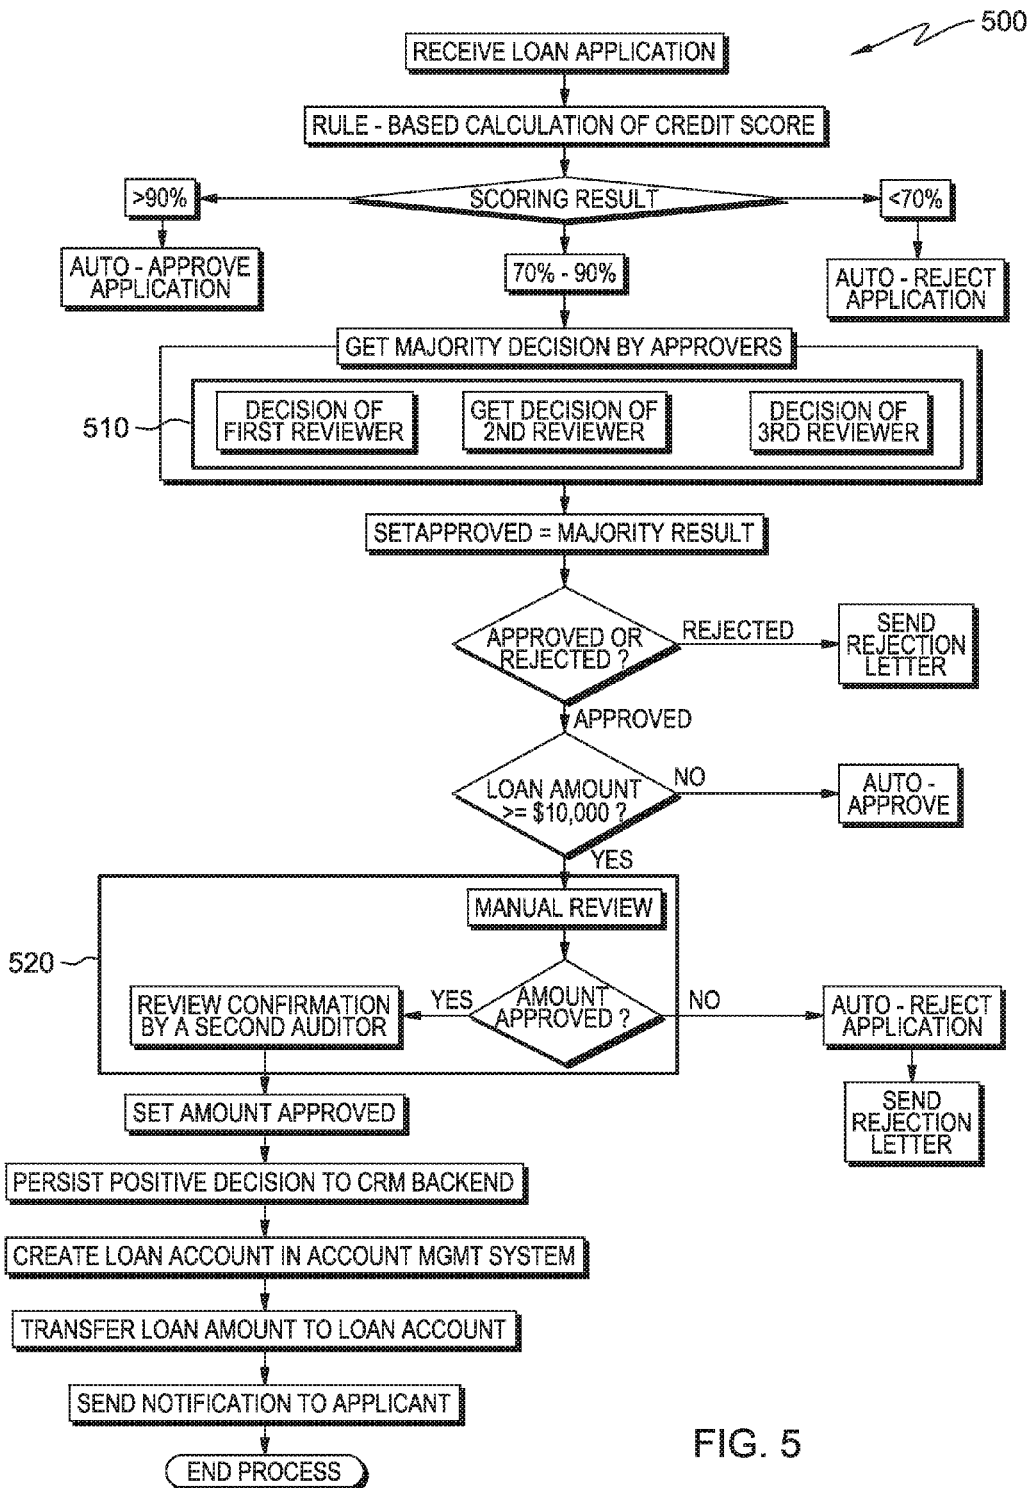 500
RECEIVE LOAN APPLICATION
RULE - BASED CALCULATION OF CREDIT SCORE
>90%
SCORING RESULT
<70%
AUTO - APPROVE
APPLICATION
70% - 90%
AUTO - REJECT
APPLICATION
GET MAJORITY DECISION BY APPROVERS
510
DECISION OF
FIRST REVIEWER
GET DECISION OF
2ND REVIEWER
DECISION OF
3RD REVIEWER
SETAPPROVED = MAJORITY RESULT
APPROVED OR
REJECTED ?
REJECTED
SEND
REJECTION
LETTER
APPROVED
LOAN AMOUNT
>= $10,000 ?
NO
AUTO -
APPROVE
YES
520
MANUAL REVIEW
REVIEW CONFIRMATION
BY A SECOND AUDITOR
YES
AMOUNT
APPROVED ?
NO
AUTO - REJECT
APPLICATION
SEND
REJECTION
LETTER
SET AMOUNT APPROVED
PERSIST POSITIVE DECISION TO CRM BACKEND
CREATE LOAN ACCOUNT IN ACCOUNT MGMT SYSTEM
TRANSFER LOAN AMOUNT TO LOAN ACCOUNT
SEND NOTIFICATION TO APPLICANT
END PROCESS
FIG. 5